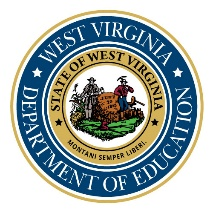 WEST VIRGINIA
DEPARTMENT OF EDUCATION
STATE OF WEST VIRGINIA
MONTANI SEMPER LIBERI.